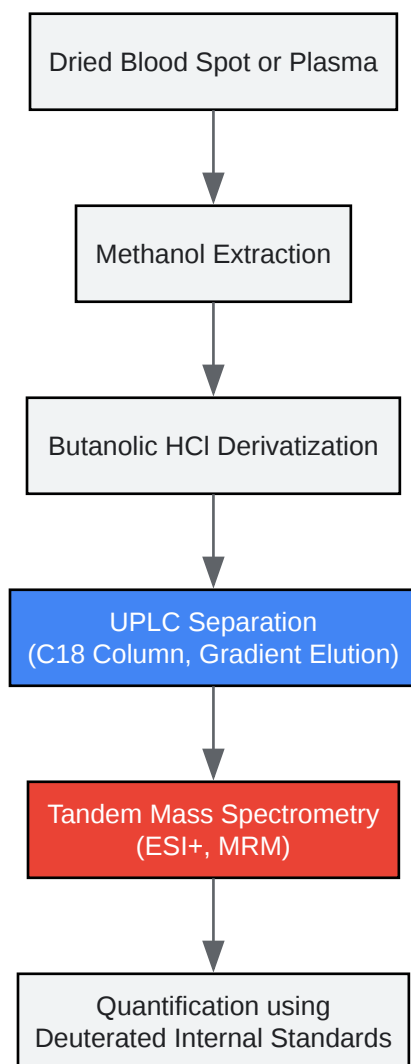 Dried Blood Spot or Plasma
Methanol Extraction
Butanolic HCl Derivatization
UPLC Separation
(C18 Column, Gradient Elution)
Tandem Mass Spectrometry
(ESI+, MRM)
Quantification using
Deuterated Internal Standards